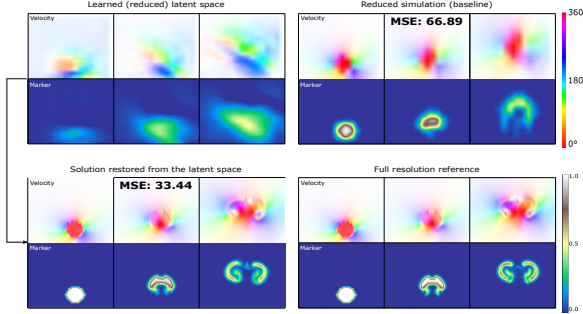 Learned (reduced) latent space
Reduced simulation (baseline)
Velocity
Velocity
MSE: 66.89
360
180
0°
Marker
Marker
Solution restored from the latent space
Full resolution reference
Velocity
MSE: 33.44
Velocity
1.0
0.5
0.0
Marker
Marker